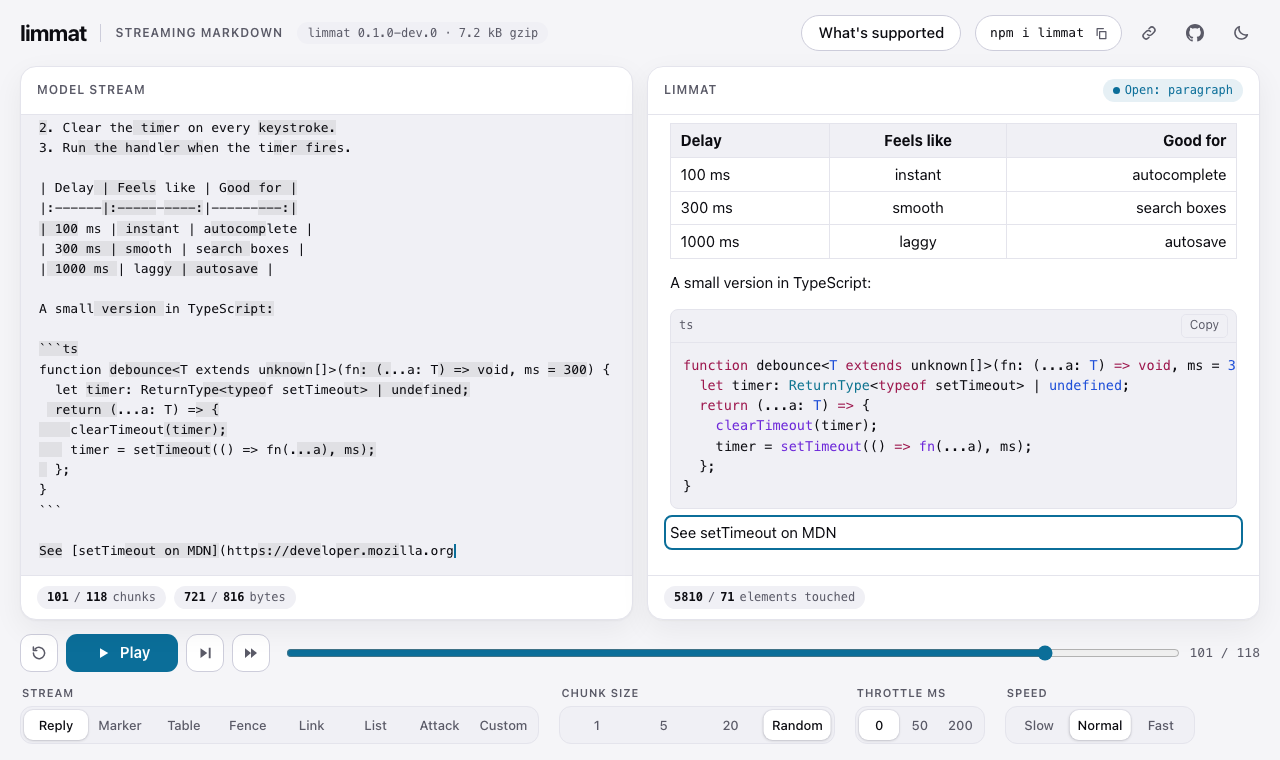 limmat STREAMING MARKDOWN limmat 0.1.0-dev.0 · 7.2 kB gzip What's supported npm i limmat
MODEL STREAM
2. Clear the timer on every keystroke.
3. Run the handler when the timer fires.
| Delay | Feels like | Good for |
|:------|:----------:|---------:|
| 100 ms | instant | autocomplete |
| 300 ms | smooth | search boxes |
| 1000 ms | laggy | autosave |
A small version in TypeScript:
```ts
function debounce<T extends unknown[]>(fn: (...a: T) => void, ms = 300) {
  let timer: ReturnType<typeof setTimeout> | undefined;
  return (...a: T) => {
    clearTimeout(timer);
    timer = setTimeout(() => fn(...a), ms);
  };
}
```
See [setTimeout on MDN](https://developer.mozilla.org
101 / 118 chunks 721 / 816 bytes
LIMMAT Open: paragraph
Delay Feels like Good for
100 ms instant autocomplete
300 ms smooth search boxes
1000 ms laggy autosave
A small version in TypeScript:
ts Copy
function debounce<T extends unknown[]>(fn: (...a: T) => void, ms = 3
  let timer: ReturnType<typeof setTimeout> | undefined;
  return (...a: T) => {
    clearTimeout(timer);
    timer = setTimeout(() => fn(...a), ms);
  };
}
See setTimeout on MDN
5810 / 71 elements touched
Play 101 / 118
STREAM
Reply Marker Table Fence Link List Attack Custom
CHUNK SIZE
1 5 20 Random
THROTTLE MS
0 50 200
SPEED
Slow Normal Fast